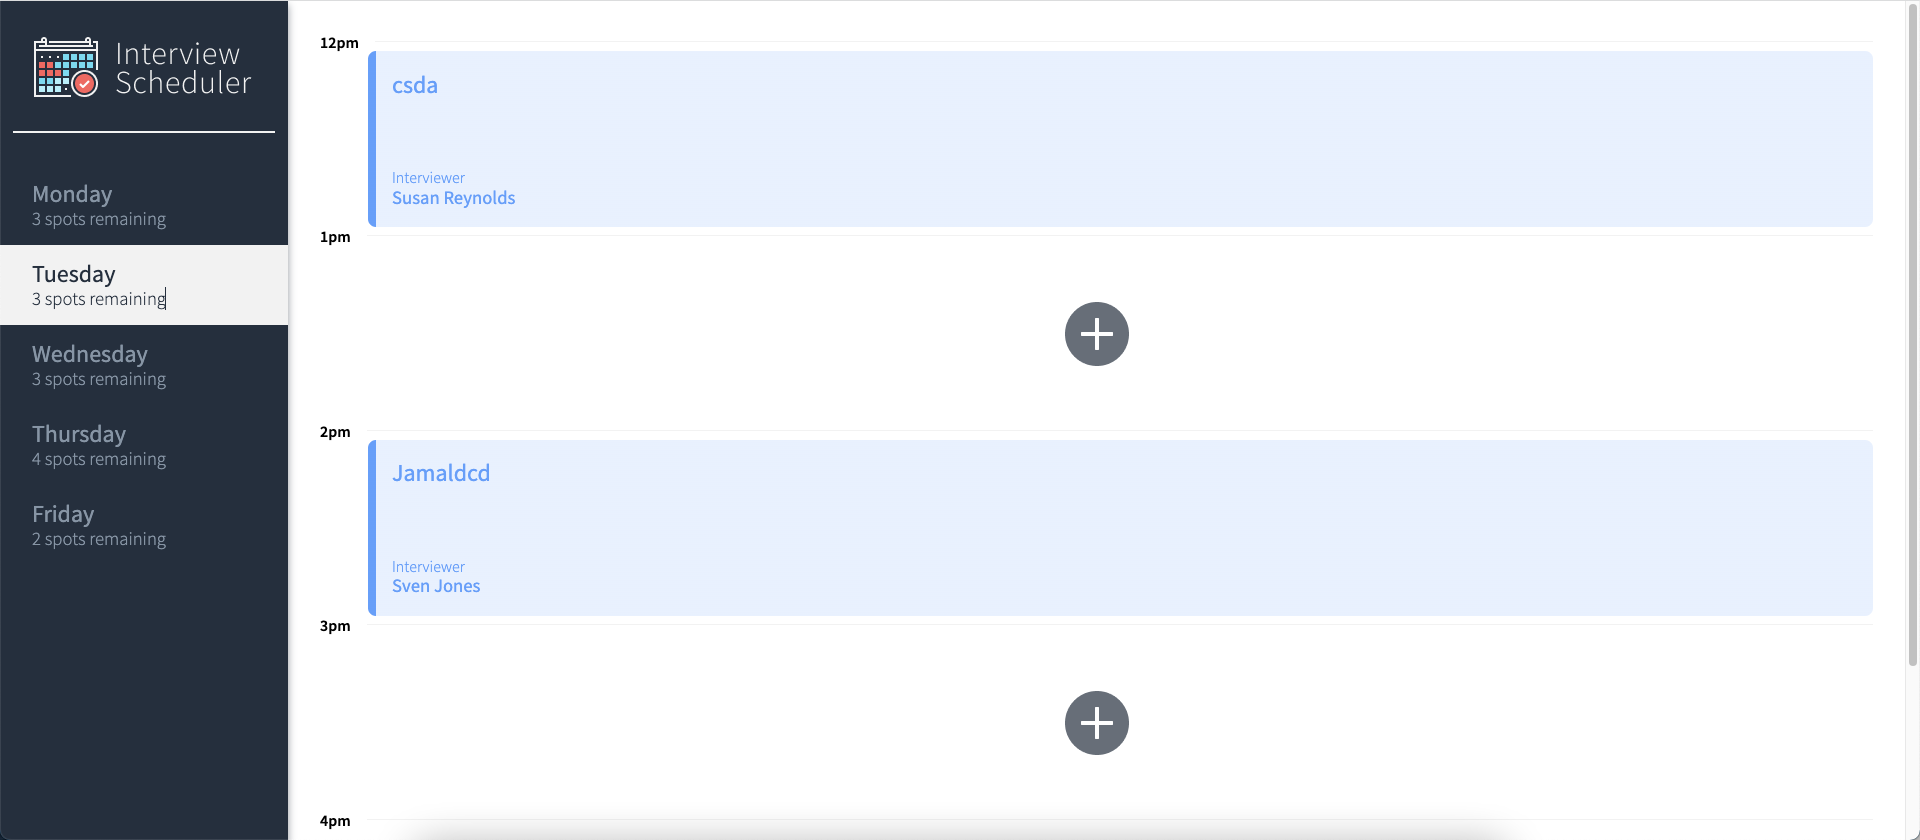 Interview
Scheduler
Monday
3 spots remaining
Tuesday
3 spots remaining
Wednesday
3 spots remaining
Thursday
4 spots remaining
Friday
2 spots remaining
12pm
csda
Interviewer
Susan Reynolds
1pm
2pm
Jamaldcd
Interviewer
Sven Jones
3pm
4pm